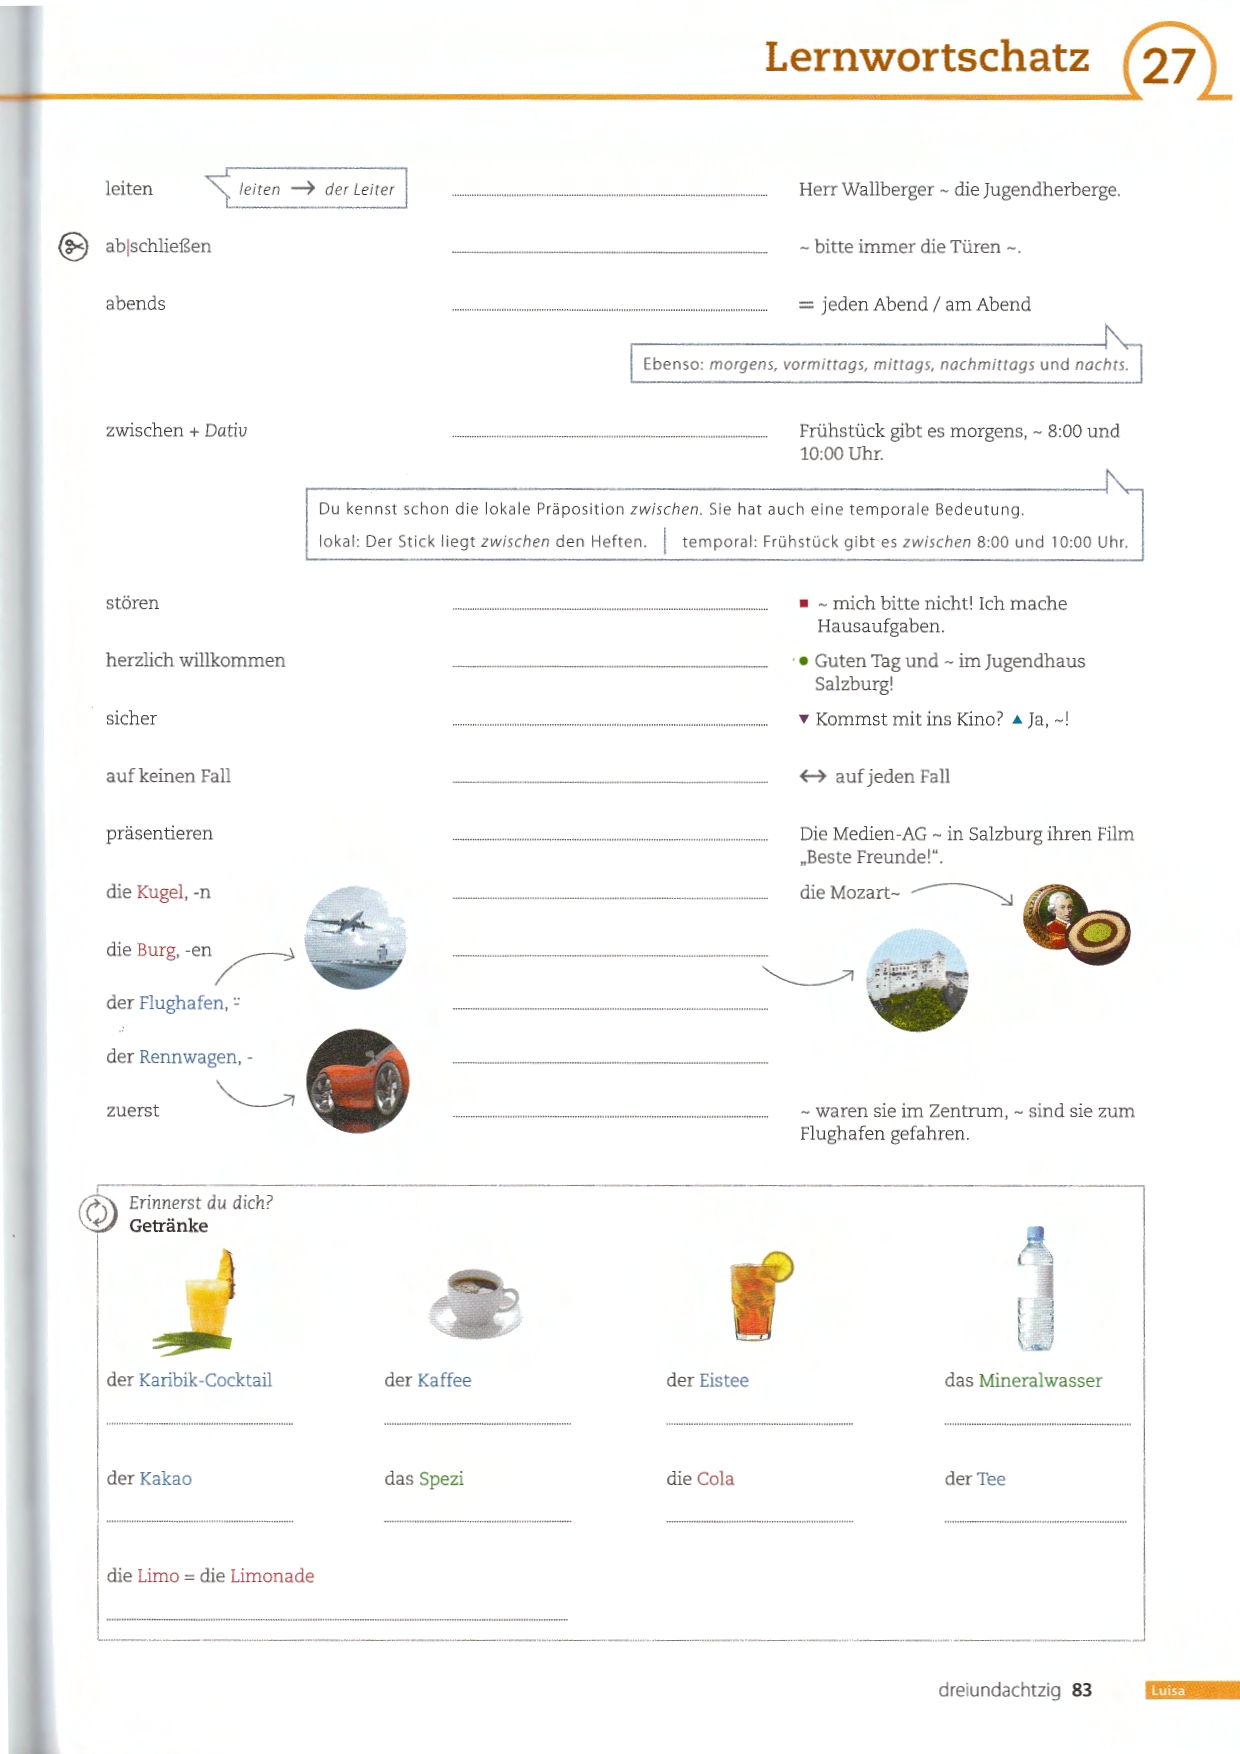 Lernwortschatz 27
leiten
leiten → der Leiter
Herr Wallberger ~ die Jugendherberge.
ab|schließen
~ bitte immer die Türen ~.
abends
= jeden Abend / am Abend
Ebenso: morgens, vormittags, mittags, nachmittags und nachts.
zwischen + Dativ
Frühstück gibt es morgens, ~ 8:00 und
10:00 Uhr.
Du kennst schon die lokale Präposition zwischen. Sie hat auch eine temporale Bedeutung.
lokal: Der Stick liegt zwischen den Heften.
temporal: Frühstück gibt es zwischen 8:00 und 10:00 Uhr.
stören
~ mich bitte nicht! Ich mache
Hausaufgaben.
herzlich willkommen
Guten Tag und ~ im Jugendhaus
Salzburg!
sicher
Kommst mit ins Kino? ▲ Ja, ~!
auf keinen Fall
↔ auf jeden Fall
präsentieren
Die Medien-AG ~ in Salzburg ihren Film
„Beste Freunde!“.
die Kugel, -n
die Mozart~
die Burg, -en
der Flughafen, ¨-
der Rennwagen, -
zuerst
~ waren sie im Zentrum, ~ sind sie zum
Flughafen gefahren.
Erinnerst du dich?
Getränke
der Karibik-Cocktail
der Kaffee
der Eistee
das Mineralwasser
der Kakao
das Spezi
die Cola
der Tee
die Limo = die Limonade
dreiundachtzig 83
Luisa